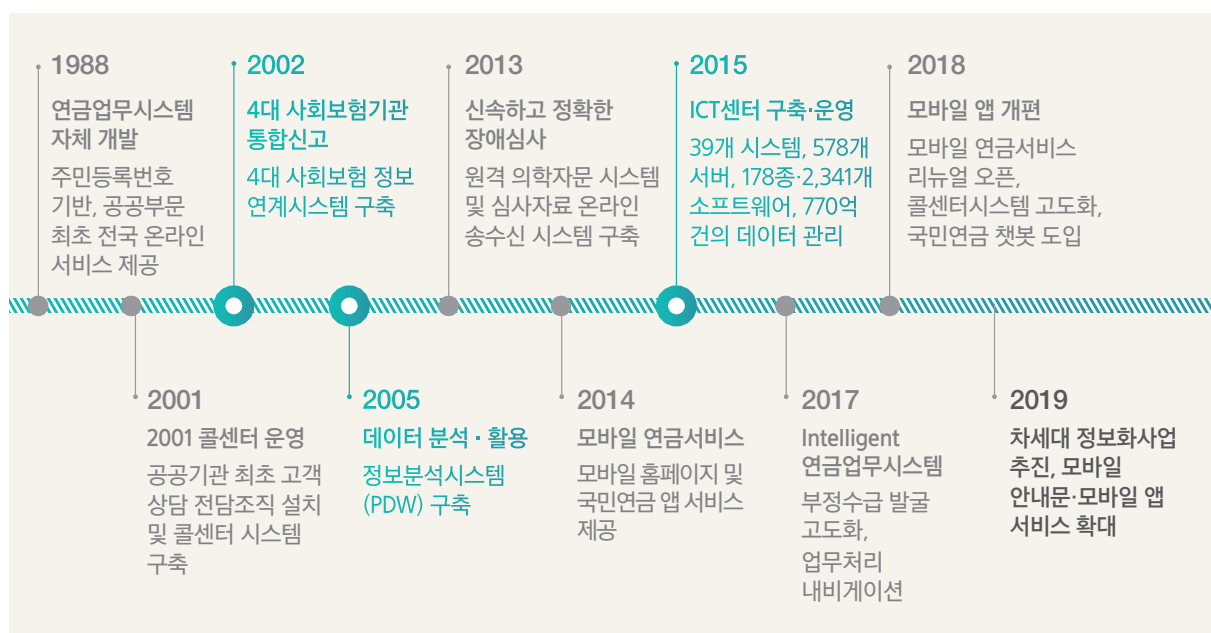 1988
연금업무시스템
자체 개발
주민등록번호
기반, 공공부문
최초 전국 온라인
서비스 제공
2002
4대 사회보험기관
통합신고
4대 사회보험 정보
연계시스템 구축
2013
신속하고 정확한
장애심사
원격 의학자문 시스템
및 심사자료 온라인
송수신 시스템 구축
2015
ICT센터 구축·운영
39개 시스템, 578개
서버, 178종·2,341개
소프트웨어, 770억
건의 데이터 관리
2018
모바일 앱 개편
모바일 연금서비스
리뉴얼 오픈,
콜센터시스템 고도화,
국민연금 챗봇 도입
2001
2001 콜센터 운영
공공기관 최초 고객
상담 전담조직 설치
및 콜센터 시스템
구축
2005
데이터 분석·활용
정보분석시스템
(PDW) 구축
2014
모바일 연금서비스
모바일 홈페이지 및
국민연금 앱 서비스
제공
2017
Intelligent
연금업무시스템
부정수급 발굴
고도화,
업무처리
내비게이션
2019
차세대 정보화사업
추진, 모바일
안내문·모바일 앱
서비스 확대